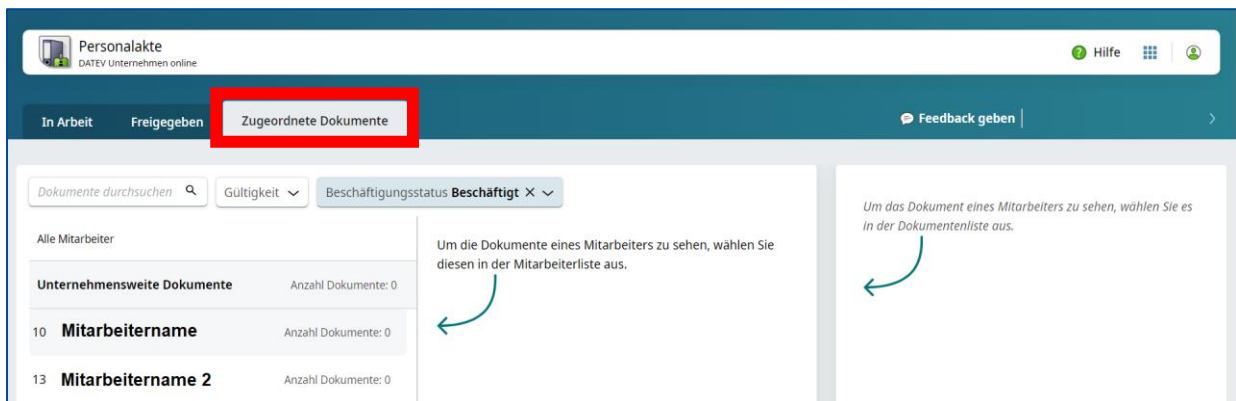 Personalakte
DATEV Unternehmen online
Hilfe
In Arbeit Freigegeben Zugeordnete Dokumente
Feedback geben
Dokumente durchsuchen Gültigkeit Beschäftigungsstatus Beschäftigt
Alle Mitarbeiter
Unternehmensweite Dokumente Anzahl Dokumente: 0
10 Mitarbeitername Anzahl Dokumente: 0
13 Mitarbeitername 2 Anzahl Dokumente: 0
Um die Dokumente eines Mitarbeiters zu sehen, wählen Sie
diesen in der Mitarbeiterliste aus.
Um das Dokument eines Mitarbeiters zu sehen, wählen Sie es
in der Dokumentenliste aus.